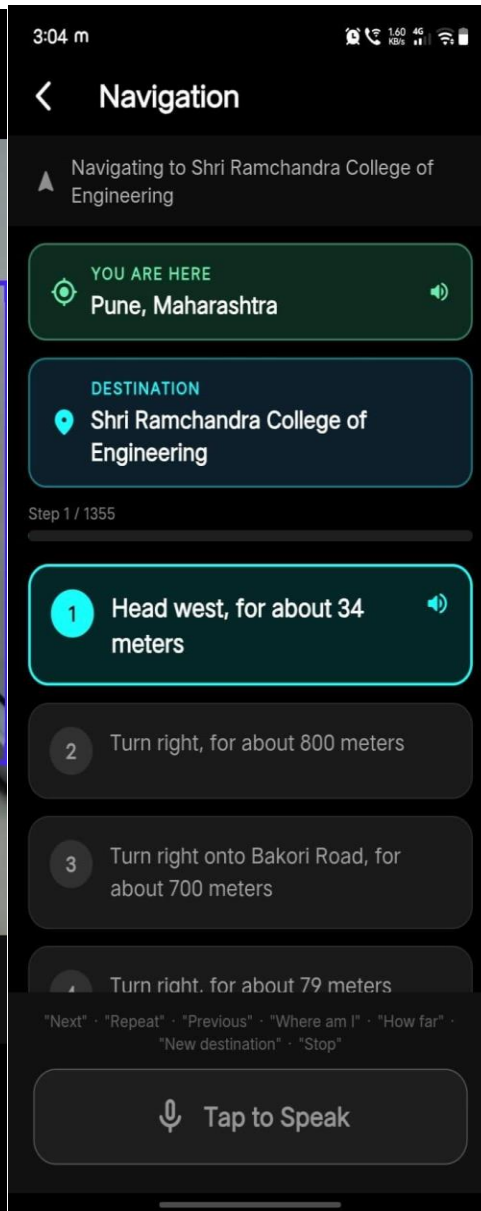 3:04 m
1.60 KB/s 4G
Navigation
Navigating to Shri Ramchandra College of
Engineering
YOU ARE HERE
Pune, Maharashtra
DESTINATION
Shri Ramchandra College of
Engineering
Step 1 / 1355
1
Head west, for about 34
meters
2
Turn right, for about 800 meters
3
Turn right onto Bakori Road, for
about 700 meters
4
Turn right, for about 79 meters
"Next" · "Repeat" · "Previous" · "Where am I" · "How far" ·
"New destination" · "Stop"
Tap to Speak